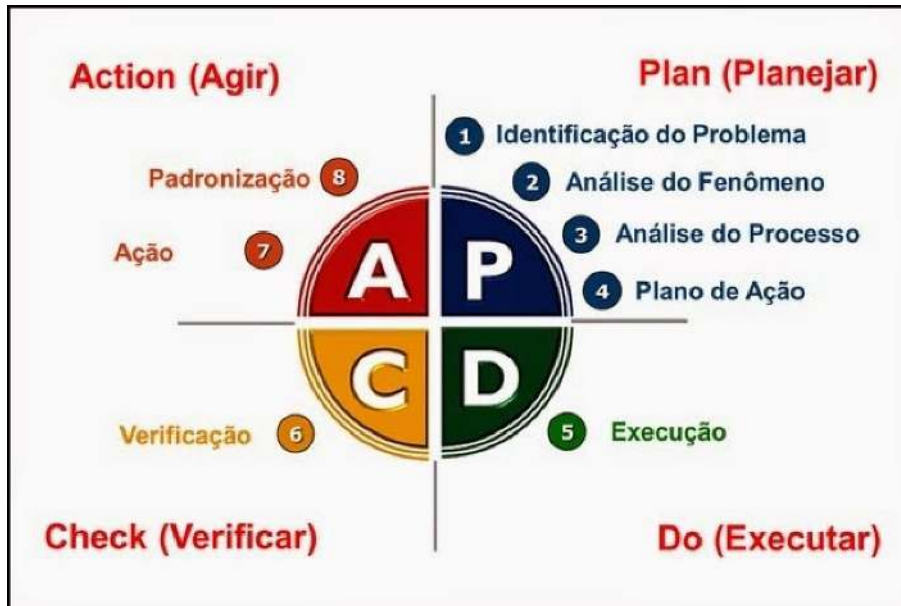 Action (Agir)
Plan (Planejar)
1 Identificação do Problema
2 Análise do Fenômeno
3 Análise do Processo
4 Plano de Ação
Padronização 8
Ação 7
A P
C D
Verificação 6
5 Execução
Check (Verificar)
Do (Executar)